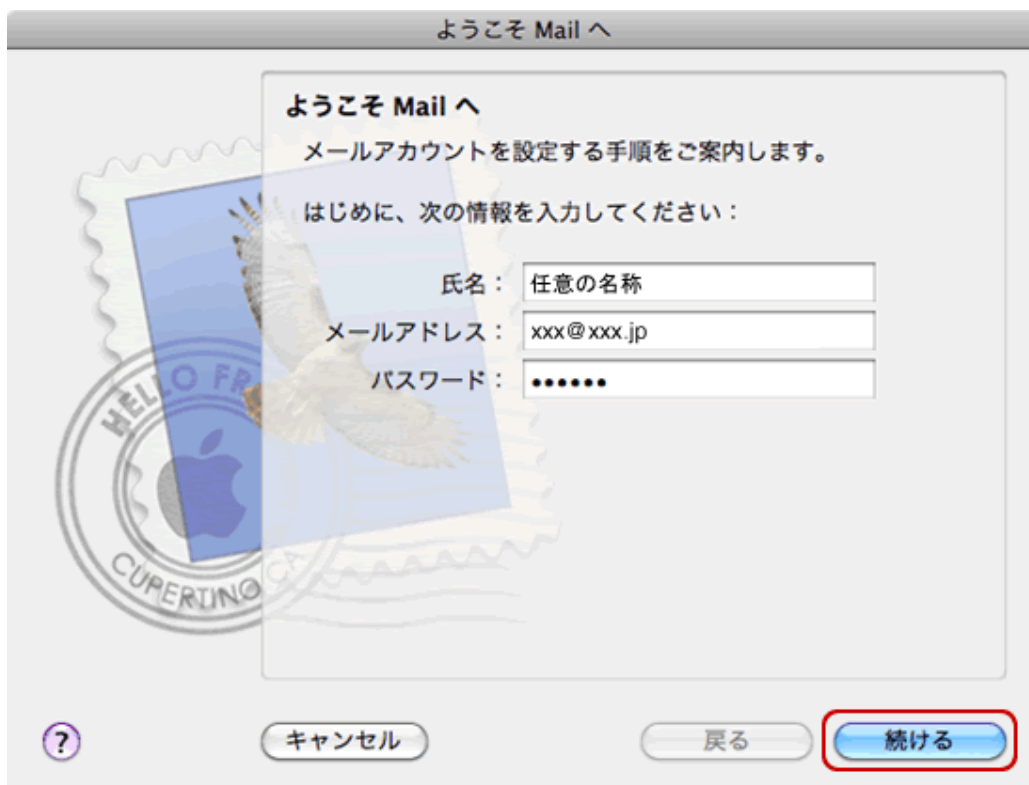 ようこそ Mail へ
ようこそ Mail へ
メールアカウントを設定する手順をご案内します。
はじめに、次の情報を入力してください：
氏名： 任意の名称
メールアドレス： xxx@xxx.jp
パスワード： ••••••
HELLO FR
CUPERTINO CA
? キャンセル 戻る 続ける